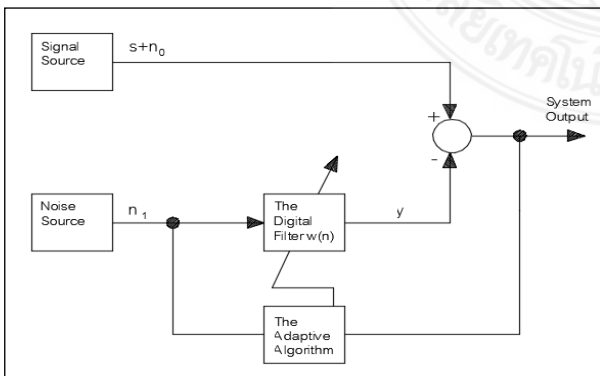 Signal
Source
s+n0
System
Output
+
-
Noise
Source
n1
The
Digital
Filter w(n)
y
The
Adaptive
Algorithm